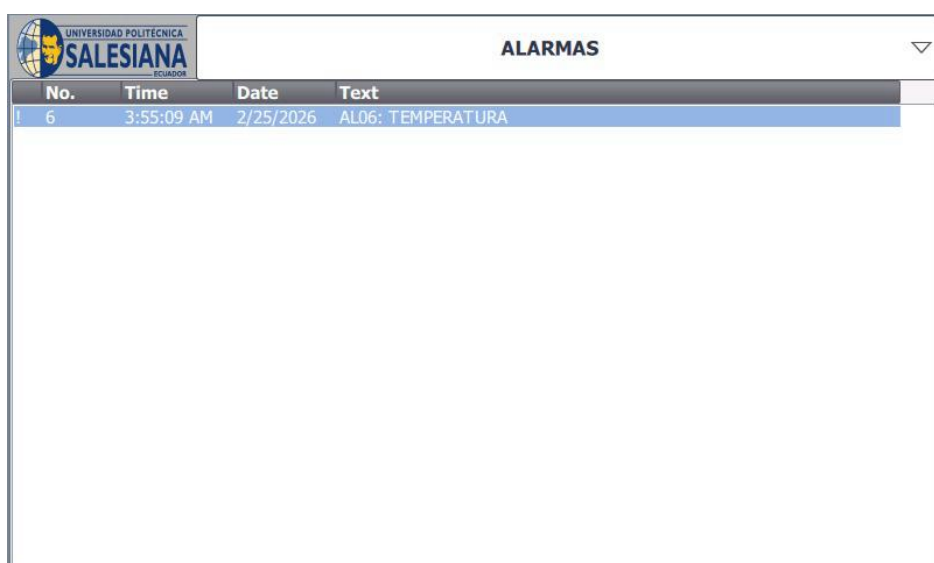 UNIVERSIDAD POLITÉCNICA
SALESIANA
ECUADOR
ALARMAS
No. Time Date Text
! 6 3:55:09 AM 2/25/2026 AL06: TEMPERATURA